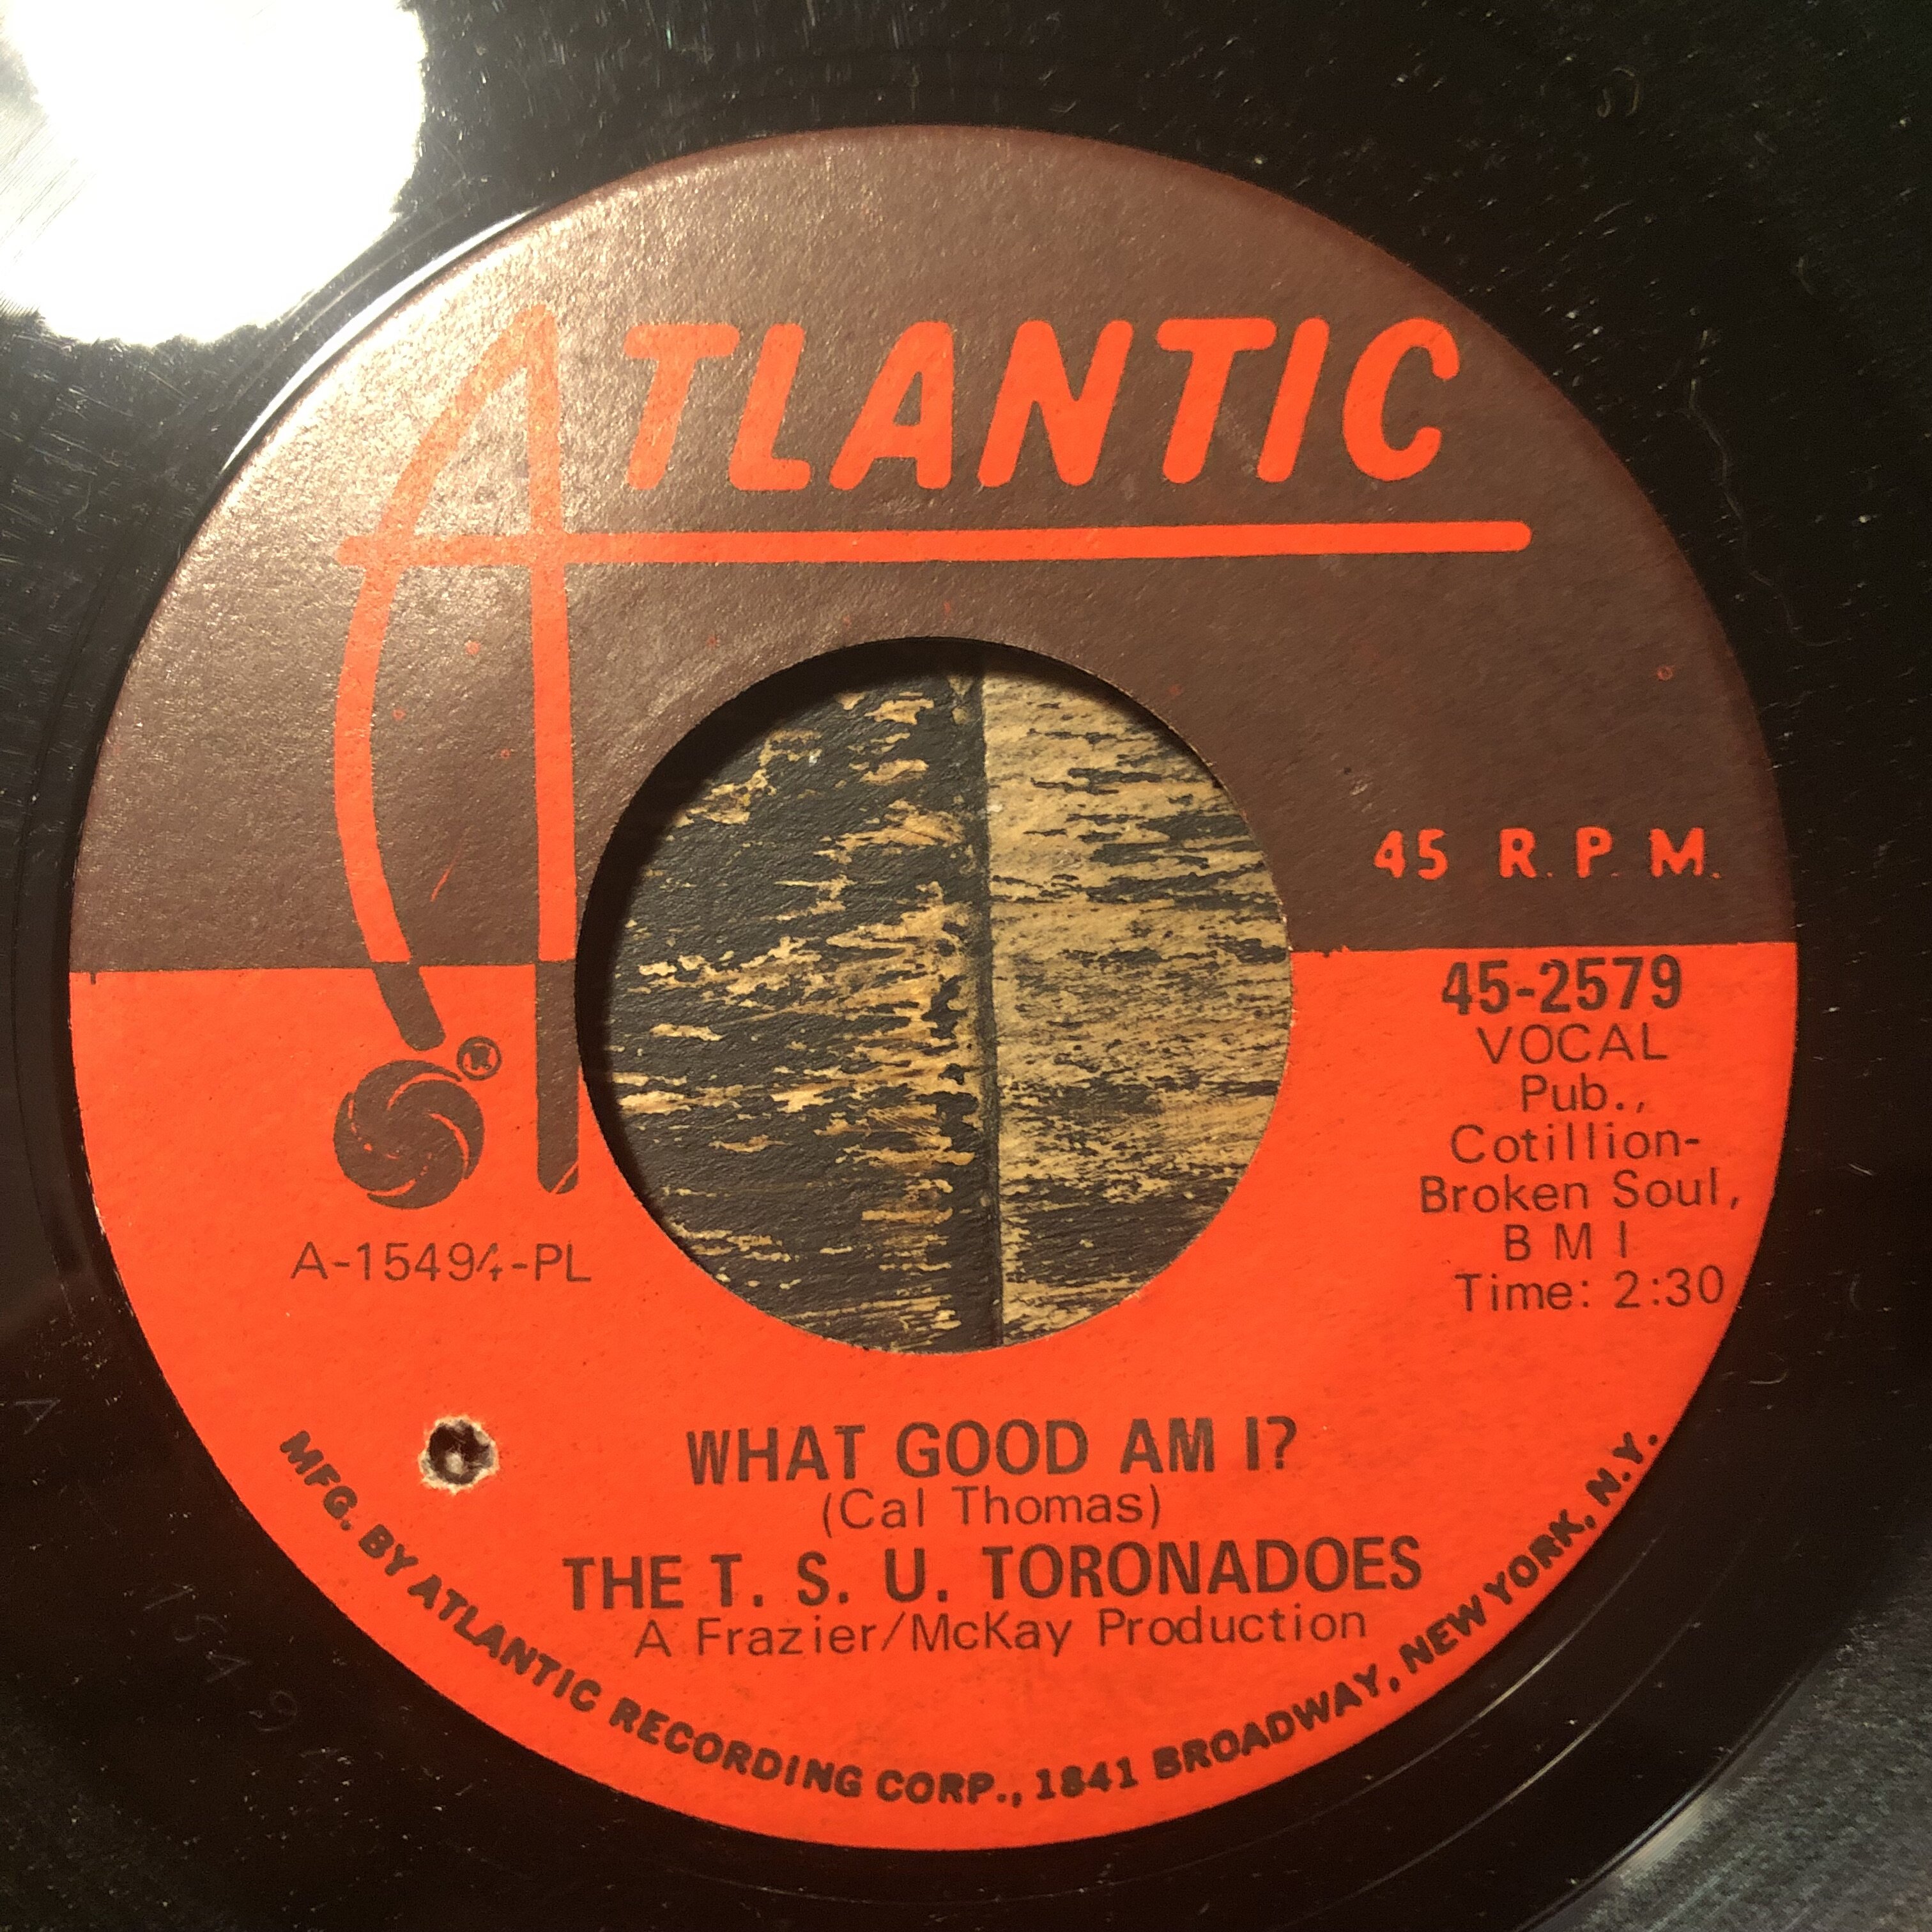 ATLANTIC
45 R.P.M.
45-2579
VOCAL
Pub.,
Cotillion-
Broken Soul,
BMI
Time: 2:30
®
A-15494-PL
WHAT GOOD AM I?
(Cal Thomas)
THE T. S. U. TORONADOES
A Frazier/McKay Production
MFG. BY ATLANTIC RECORDING CORP., 1841 BROADWAY, NEW YORK, N.Y.